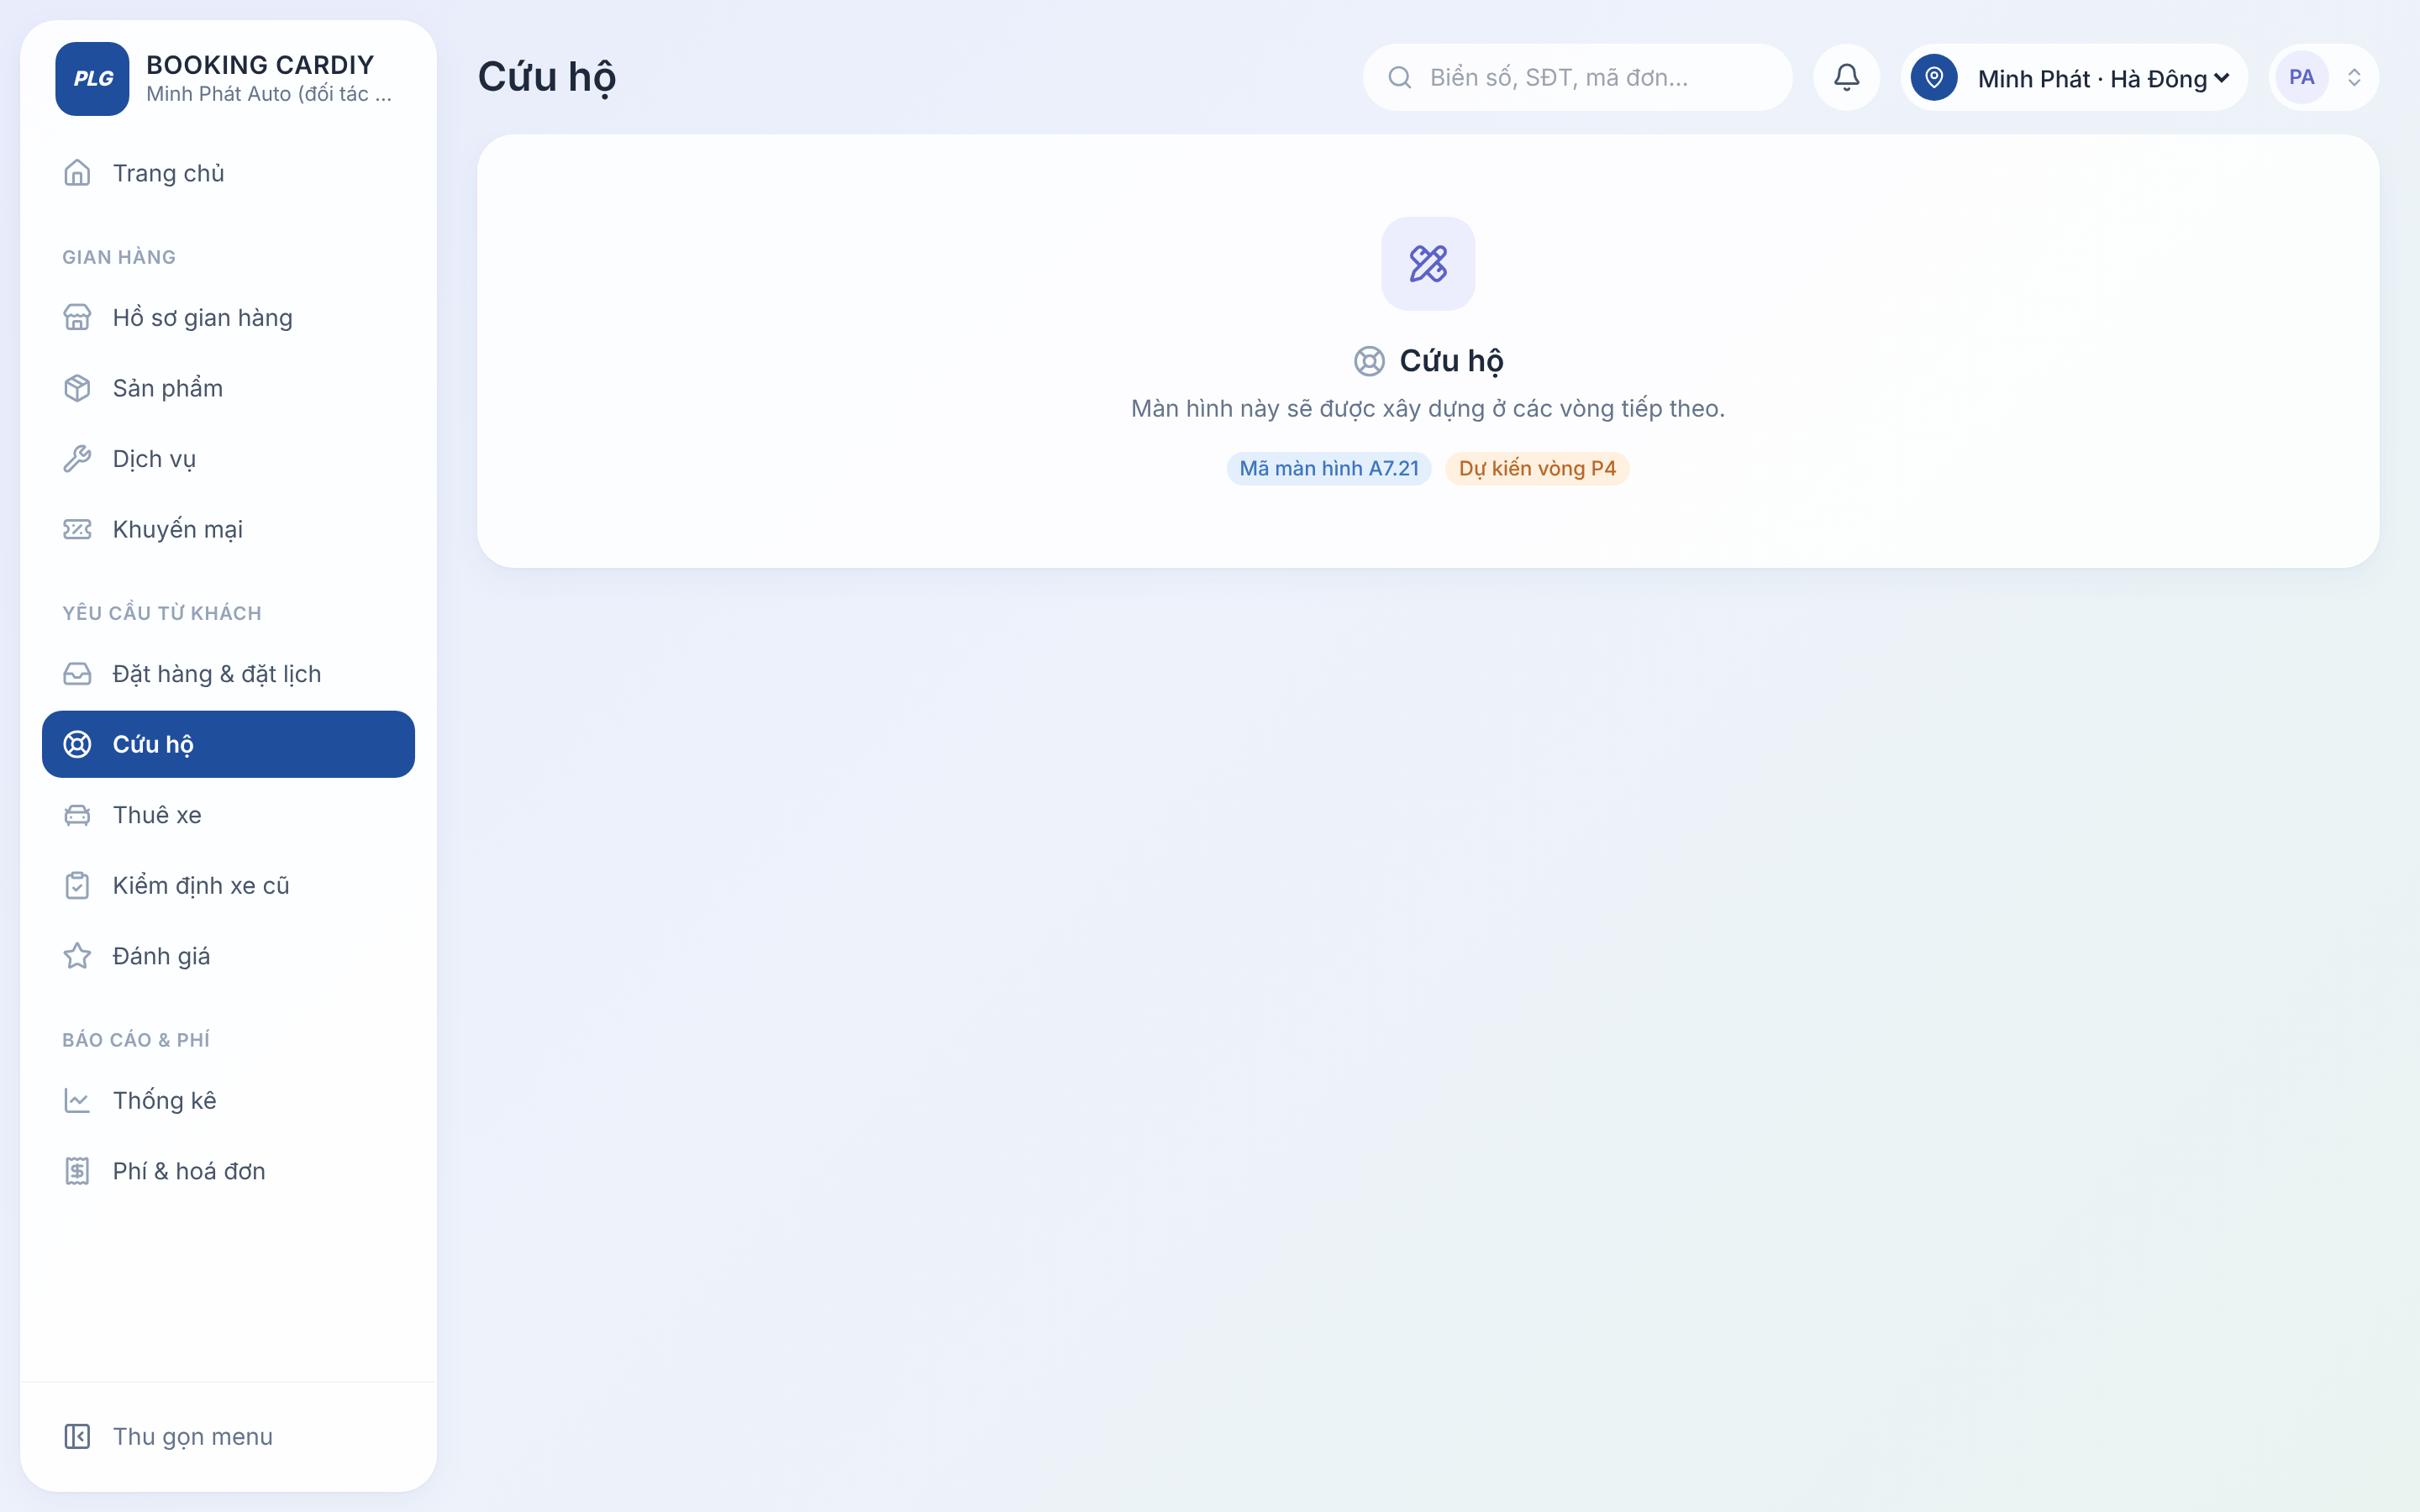 PLG
BOOKING CARDIY
Minh Phát Auto (đối tác ...
Trang chủ
GIAN HÀNG
Hồ sơ gian hàng
Sản phẩm
Dịch vụ
Khuyến mại
YÊU CẦU TỪ KHÁCH
Đặt hàng & đặt lịch
Cứu hộ
Thuê xe
Kiểm định xe cũ
Đánh giá
BÁO CÁO & PHÍ
Thống kê
Phí & hoá đơn
Thu gọn menu
Cứu hộ
Biển số, SĐT, mã đơn...
Minh Phát · Hà Đông
PA
Cứu hộ
Màn hình này sẽ được xây dựng ở các vòng tiếp theo.
Mã màn hình A7.21
Dự kiến vòng P4